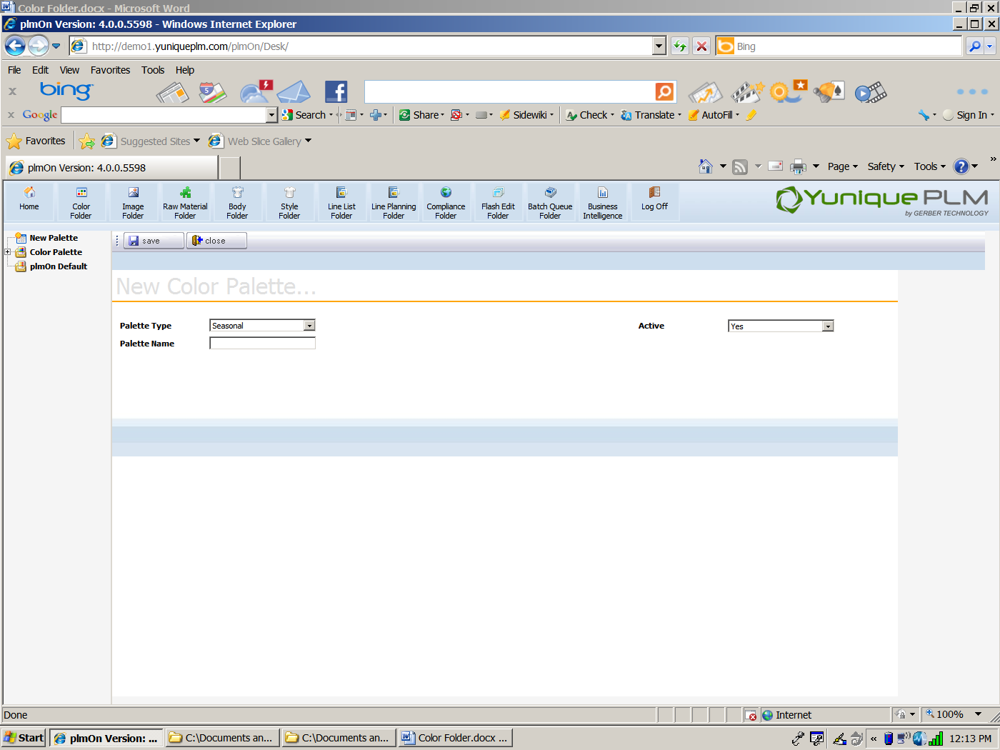 Color Folder.docx - Microsoft Word
plmOn Version: 4.0.0.5598 - Windows Internet Explorer
http://demo1.yuniqueplm.com/plmOn/Desk/
Bing
File Edit View Favorites Tools Help
x bing
x Google Search Share Sidewiki Check Translate AutoFill Sign In
Favorites Suggested Sites Web Slice Gallery
plmOn Version: 4.0.0.5598
Page Safety Tools »
Home
Color Folder
Image Folder
Raw Material Folder
Body Folder
Style Folder
Line List Folder
Line Planning Folder
Compliance Folder
Flash Edit Folder
Batch Queue Folder
Business Intelligence
Log Off
Yunique PLM
by GERBER TECHNOLOGY
New Palette
Color Palette
plmOn Default
save close
New Color Palette...
Palette Type Seasonal Active Yes
Palette Name
Done Internet 100%
Start plmOn Version: ... C:\Documents an... C:\Documents an... Color Folder.docx ... « 12:13 PM